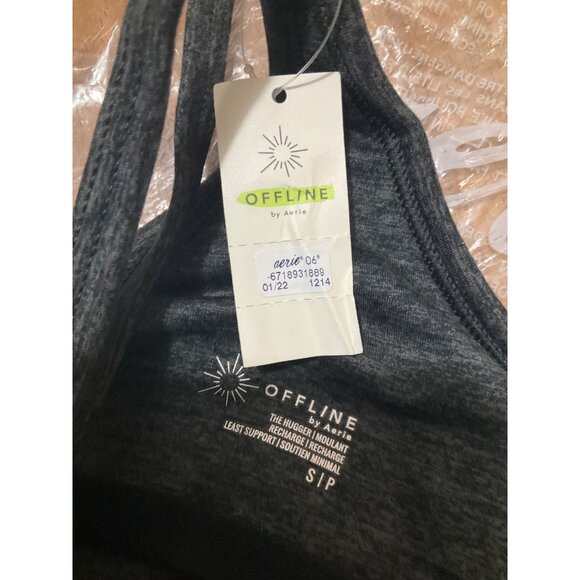 OFFLINE
by Aerie
aerie® 06ª
-6718931889
01/22 1214
OFFLINE
by Aerie
THE HUGGER | MOULANT
RECHARGE | RECHARGE
LEAST SUPPORT | SOUTIEN MINIMAL
S | P